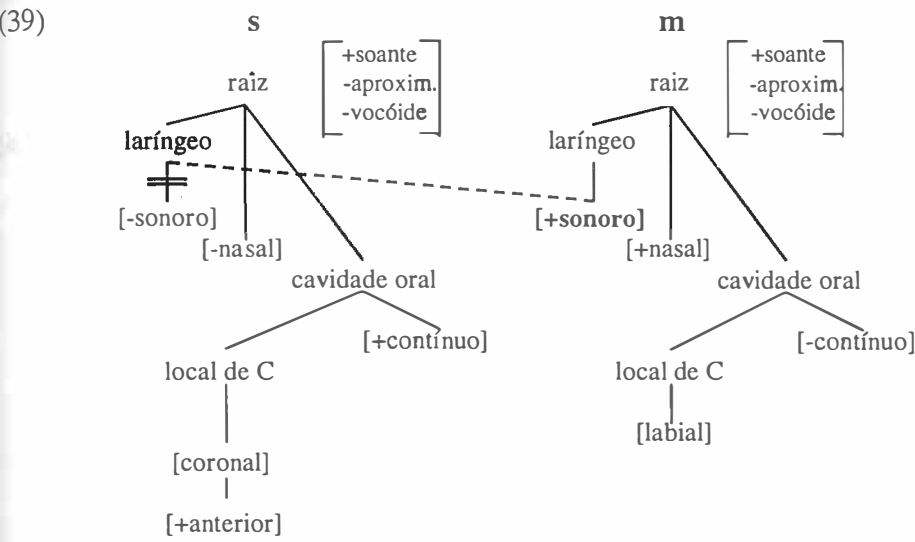 (39)
s
m
raiz
+soante
-aproxim.
-vocóide
raiz
+soante
-aproxim.
-vocóide
laríngeo
laríngeo
[-sonoro]
[+sonoro]
[-nasal]
[+nasal]
cavidade oral
cavidade oral
[+contínuo]
[-contínuo]
local de C
local de C
[labial]
[coronal]
[+anterior]